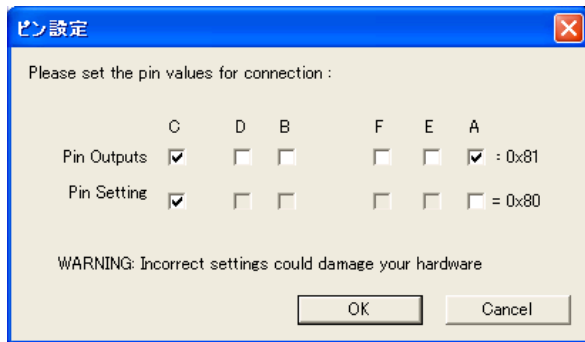 ピン設定
Please set the pin values for connection :
C D B F E A
Pin Outputs : 0x81
Pin Setting = 0x80
WARNING: Incorrect settings could damage your hardware
OK Cancel